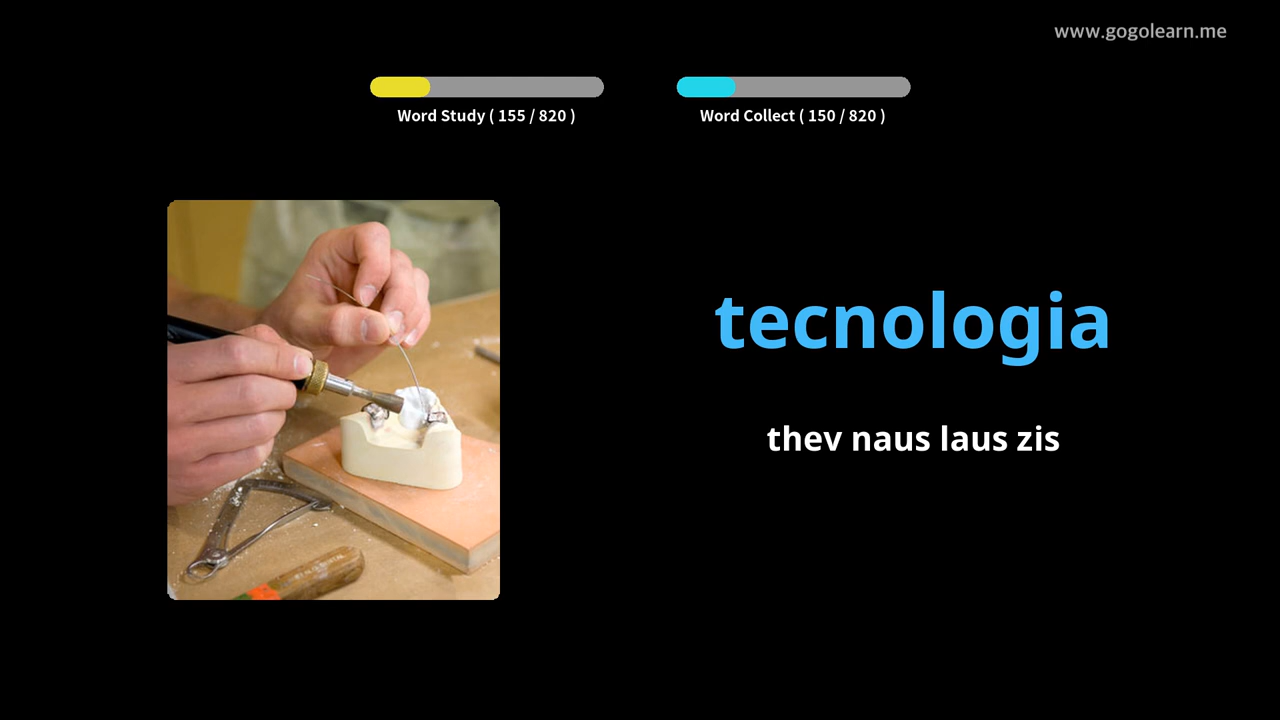 www.gogolearn.me
Word Study ( 155 / 820 )
Word Collect ( 150 / 820 )
tecnologia
thev naus laus zis